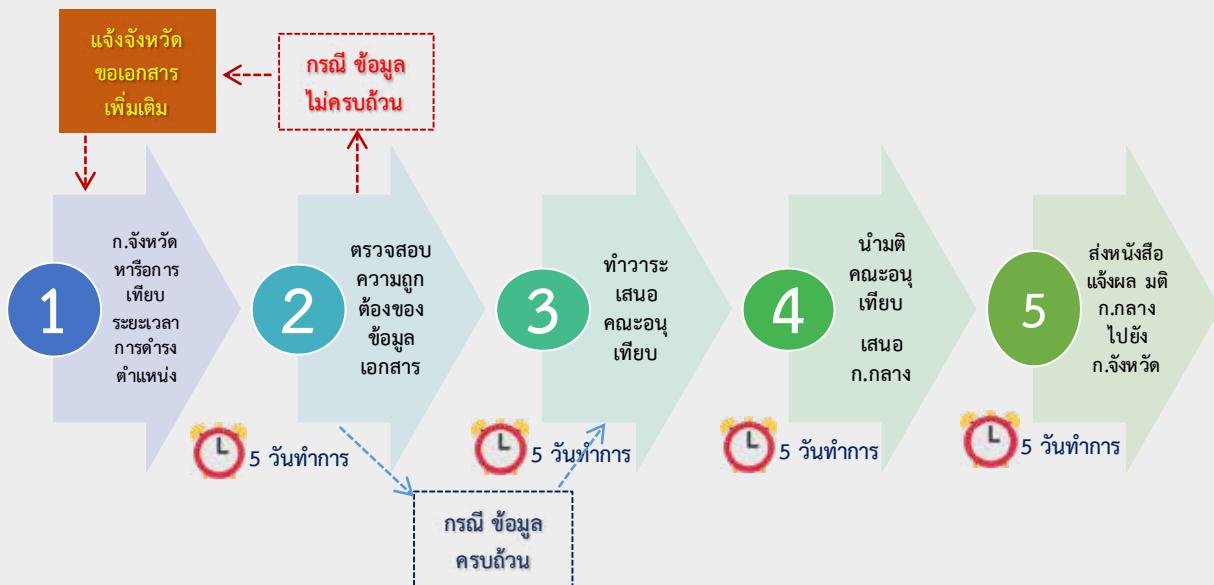 แจ้งจังหวัด
ขอเอกสาร
เพิ่มเติม
กรณี ข้อมูล
ไม่ครบถ้วน
1
ก.จังหวัด
หารือการ
เทียบ
ระยะเวลา
การดำรง
ตำแหน่ง
2
ตรวจสอบ
ความถูก
ต้องของ
ข้อมูล
เอกสาร
3
ทำวาระ
เสนอ
คณะอนุ
เทียบ
4
นำมติ
คณะอนุ
เทียบ
เสนอ
ก.กลาง
5
ส่งหนังสือ
แจ้งผล มติ
ก.กลาง
ไปยัง
ก.จังหวัด
5 วันทำการ
5 วันทำการ
5 วันทำการ
5 วันทำการ
กรณี ข้อมูล
ครบถ้วน